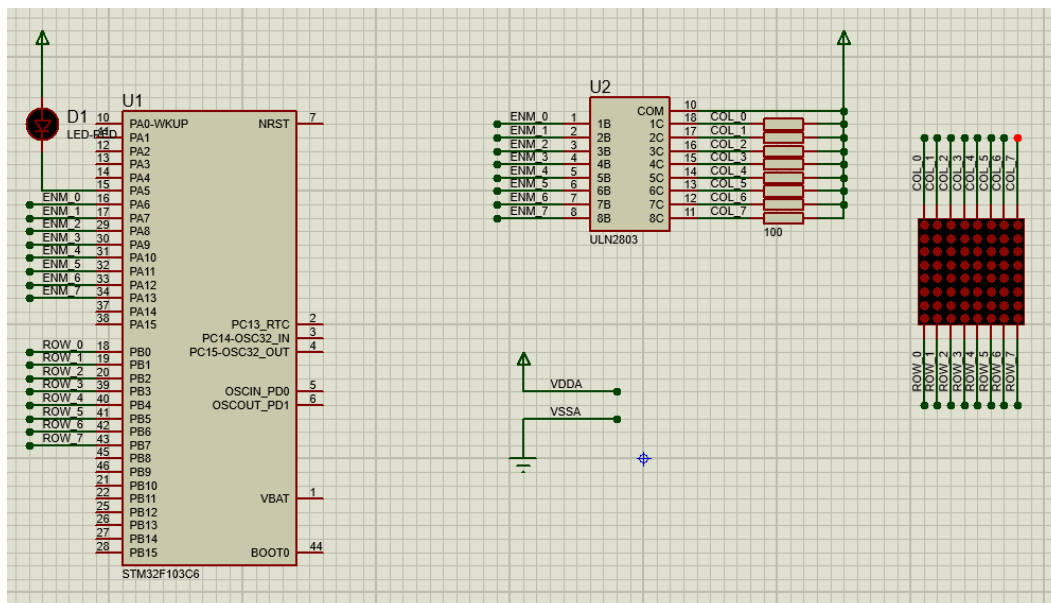 D1
LED-RED
U1
10 PA0-WKUP NRST 7
11 PA1
12 PA2
13 PA3
14 PA4
15 PA5
ENM_0 16 PA6
ENM_1 17 PA7
ENM_2 29 PA8
ENM_3 30 PA9
ENM_4 31 PA10
ENM_5 32 PA11
ENM_6 33 PA12
ENM_7 34 PA13
37 PA14
38 PA15
PC13_RTC 2
PC14-OSC32_IN 3
PC15-OSC32_OUT 4
ROW_0 18 PB0
ROW_1 19 PB1
ROW_2 20 PB2
ROW_3 39 PB3 OSCIN_PD0 5
ROW_4 40 PB4 OSCOUT_PD1 6
ROW_5 41 PB5
ROW_6 42 PB6
ROW_7 43 PB7
45 PB8
46 PB9
21 PB10
22 PB11 VBAT 1
25 PB12
26 PB13
27 PB14
28 PB15 BOOT0 44
STM32F103C6
U2
COM 10
ENM_0 1 1B 1C 18 COL_0
ENM_1 2 2B 2C 17 COL_1
ENM_2 3 3B 3C 16 COL_2
ENM_3 4 4B 4C 15 COL_3
ENM_4 5 5B 5C 14 COL_4
ENM_5 6 6B 6C 13 COL_5
ENM_6 7 7B 7C 12 COL_6
ENM_7 8 8B 8C 11 COL_7
ULN2803
100
VDDA
VSSA
COL_0
COL_1
COL_2
COL_3
COL_4
COL_5
COL_6
COL_7
ROW_0
ROW_1
ROW_2
ROW_3
ROW_4
ROW_5
ROW_6
ROW_7